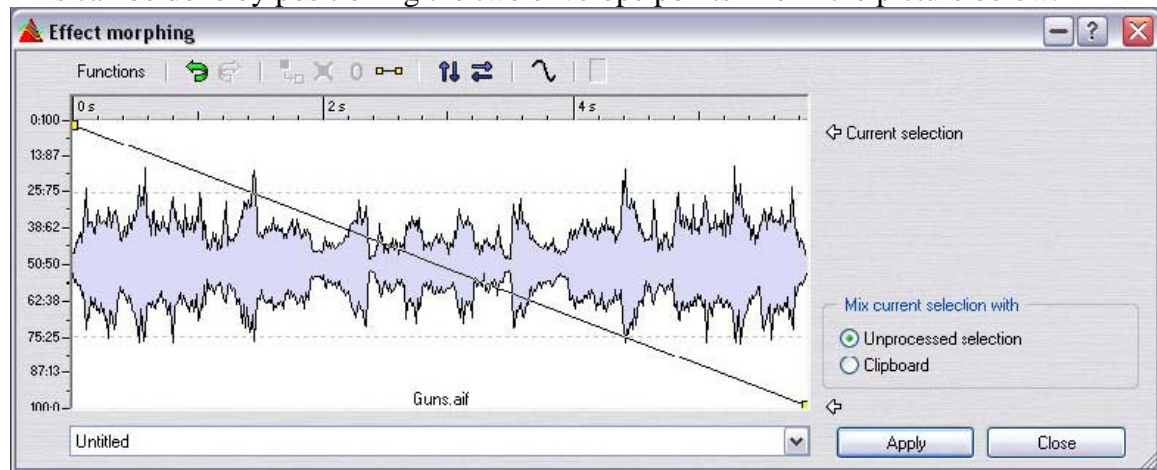 Effect morphing
Functions
0 s 2 s 4 s
0:100
13:87
25:75
38:62
50:50
62:38
75:25
87:13
100:0
Current selection
Mix current selection with
Unprocessed selection
Clipboard
Guns.aif
Untitled
Apply Close